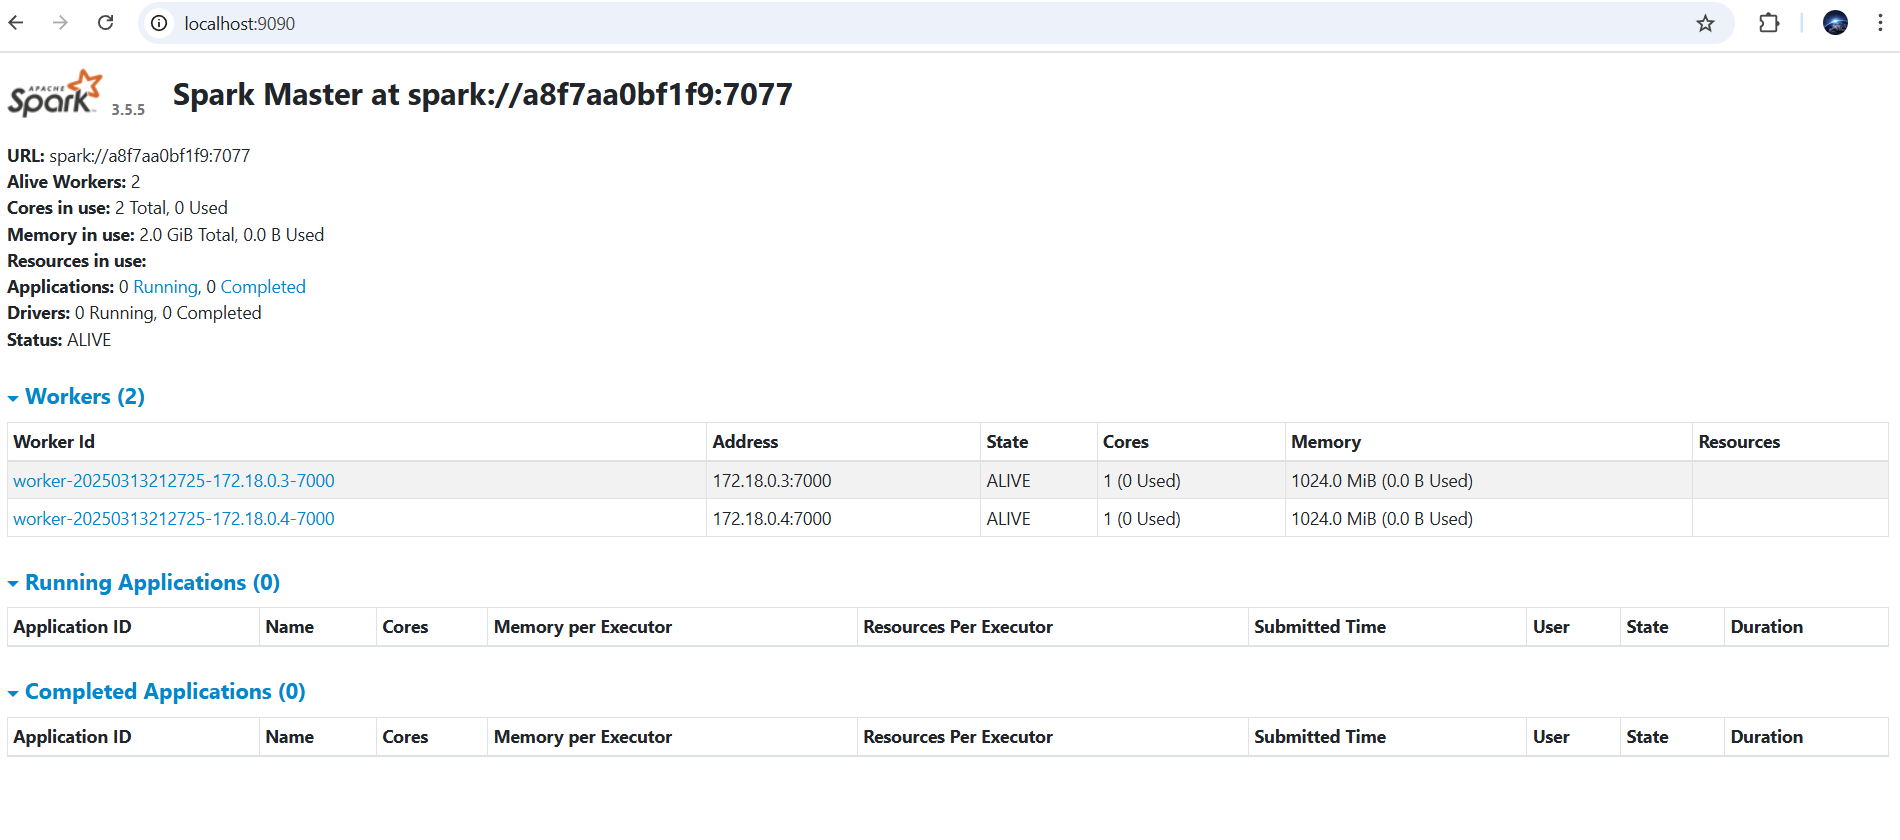 localhost:9090
APACHE
Spark 3.5.5 Spark Master at spark://a8f7aa0bf1f9:7077
URL: spark://a8f7aa0bf1f9:7077
Alive Workers: 2
Cores in use: 2 Total, 0 Used
Memory in use: 2.0 GiB Total, 0.0 B Used
Resources in use:
Applications: 0 Running, 0 Completed
Drivers: 0 Running, 0 Completed
Status: ALIVE
Workers (2)
Worker Id Address State Cores Memory Resources
worker-20250313212725-172.18.0.3-7000 172.18.0.3:7000 ALIVE 1 (0 Used) 1024.0 MiB (0.0 B Used)
worker-20250313212725-172.18.0.4-7000 172.18.0.4:7000 ALIVE 1 (0 Used) 1024.0 MiB (0.0 B Used)
Running Applications (0)
Application ID Name Cores Memory per Executor Resources Per Executor Submitted Time User State Duration
Completed Applications (0)
Application ID Name Cores Memory per Executor Resources Per Executor Submitted Time User State Duration